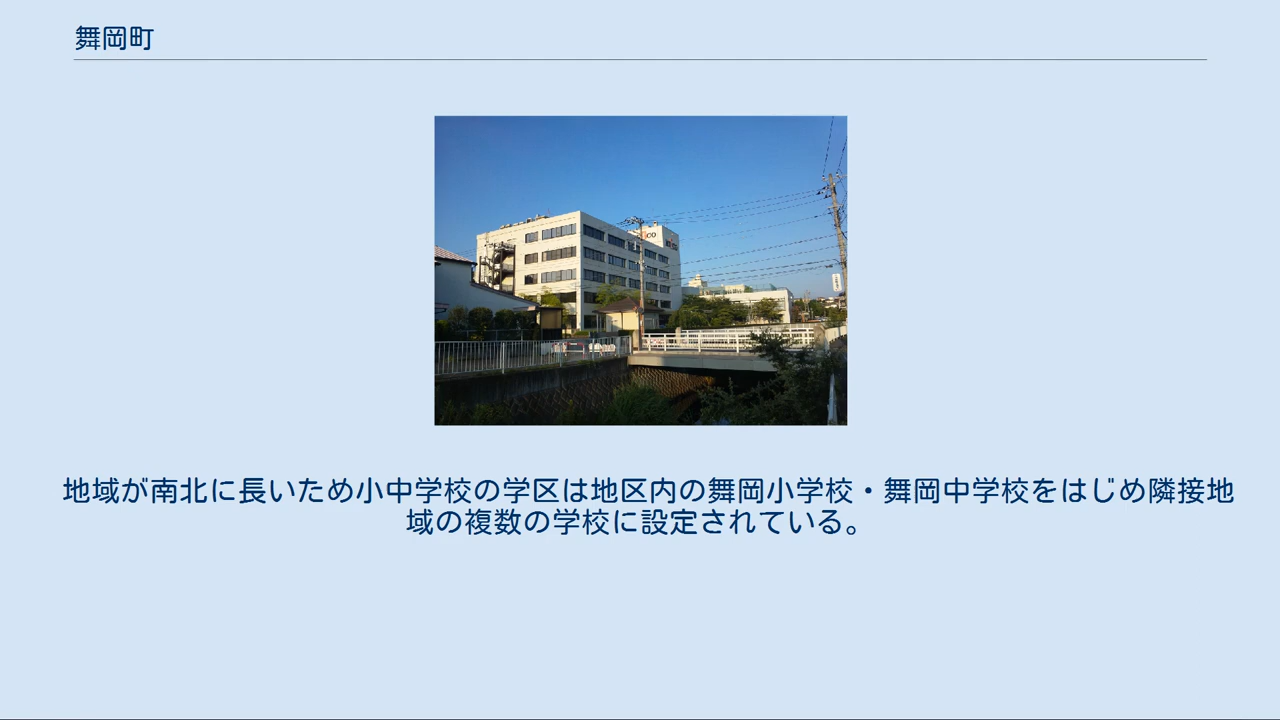 舞岡町
地域が南北に長いため小中学校の学区は地区内の舞岡小学校・舞岡中学校をはじめ隣接地
域の複数の学校に設定されている。